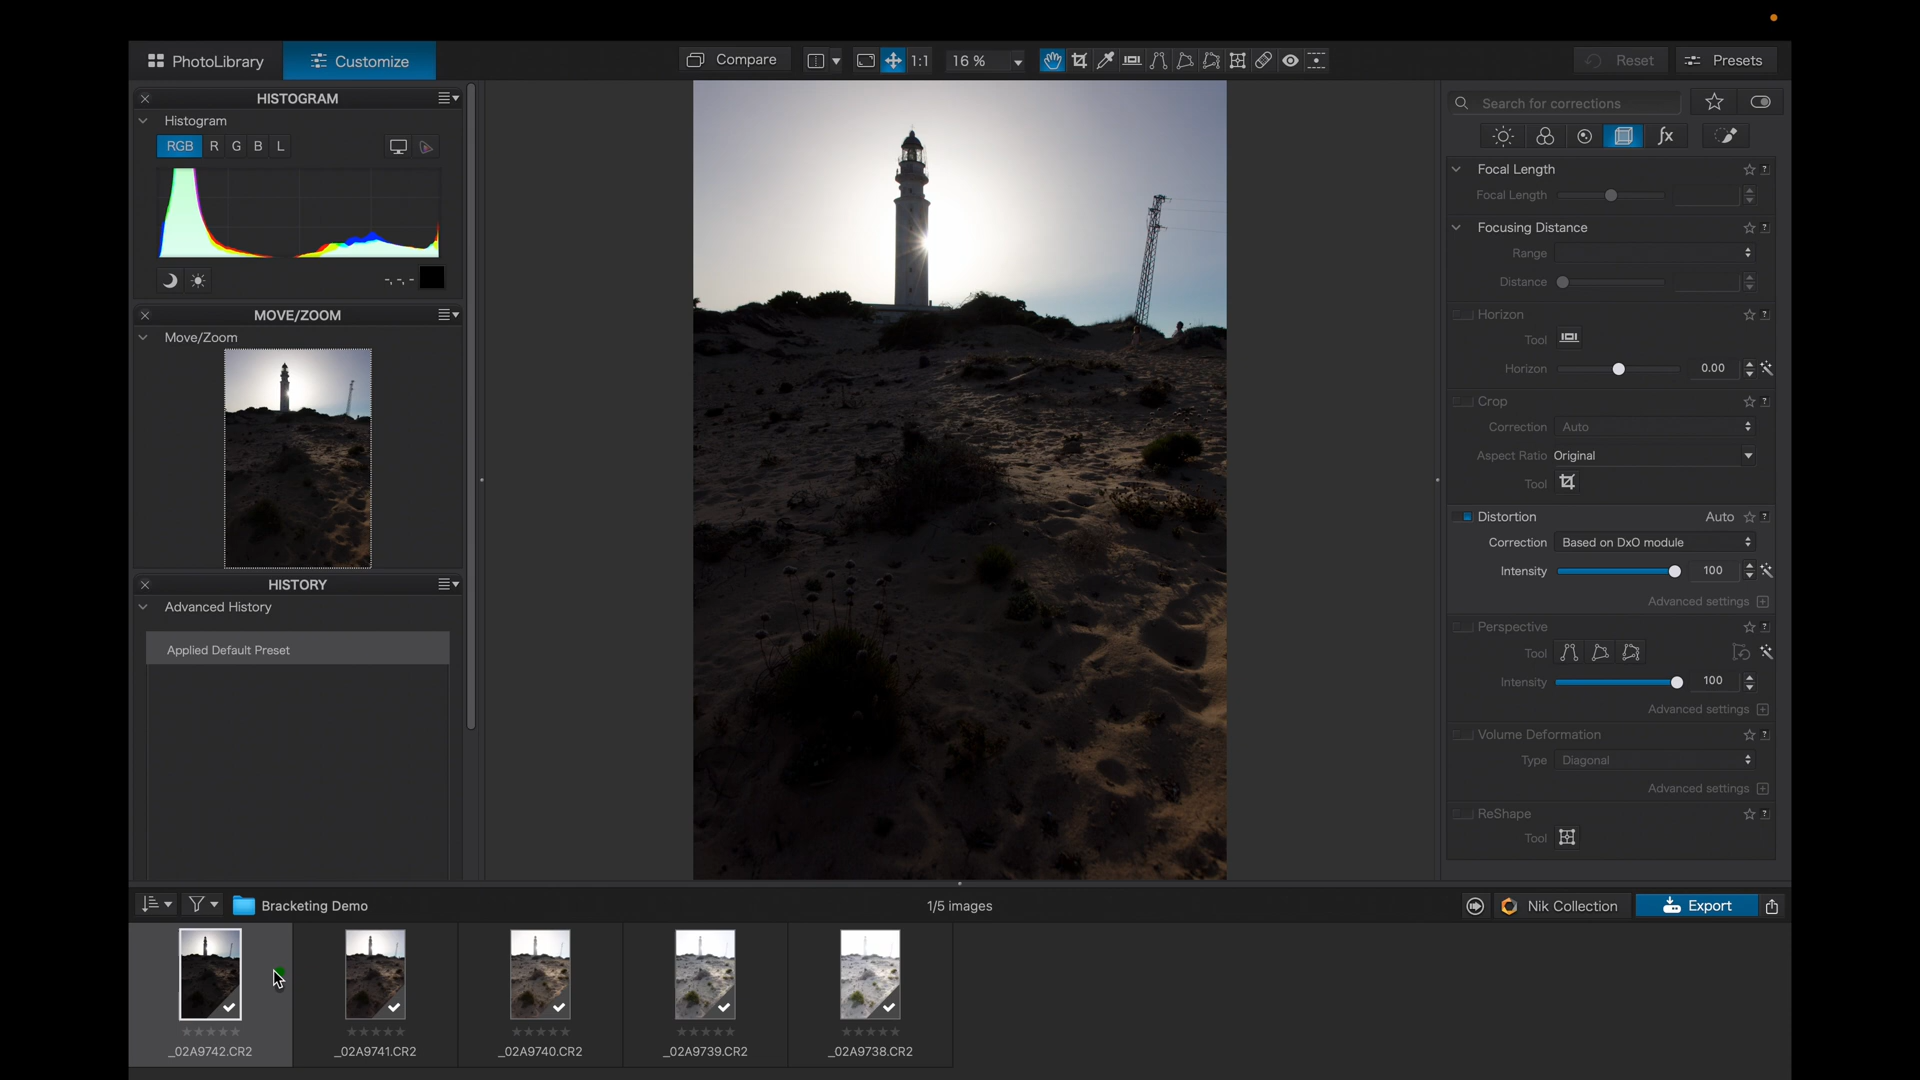 PhotoLibrary
Customize
Compare
1:1
16 %
Reset
Presets
HISTOGRAM
Histogram
RGB R G B L
-,-,-
MOVE/ZOOM
Move/Zoom
HISTORY
Advanced History
Applied Default Preset
Search for corrections
fx
Focal Length
Focal Length
Focusing Distance
Range
Distance
Horizon
Tool
Horizon 0.00
Crop
Correction Auto
Aspect Ratio Original
Tool
Distortion Auto
Correction Based on DxO module
Intensity 100
Advanced settings
Perspective
Tool
Intensity 100
Advanced settings
Volume Deformation
Type Diagonal
Advanced settings
ReShape
Tool
Bracketing Demo
1/5 images
Nik Collection
Export
_02A9742.CR2
_02A9741.CR2
_02A9740.CR2
_02A9739.CR2
_02A9738.CR2